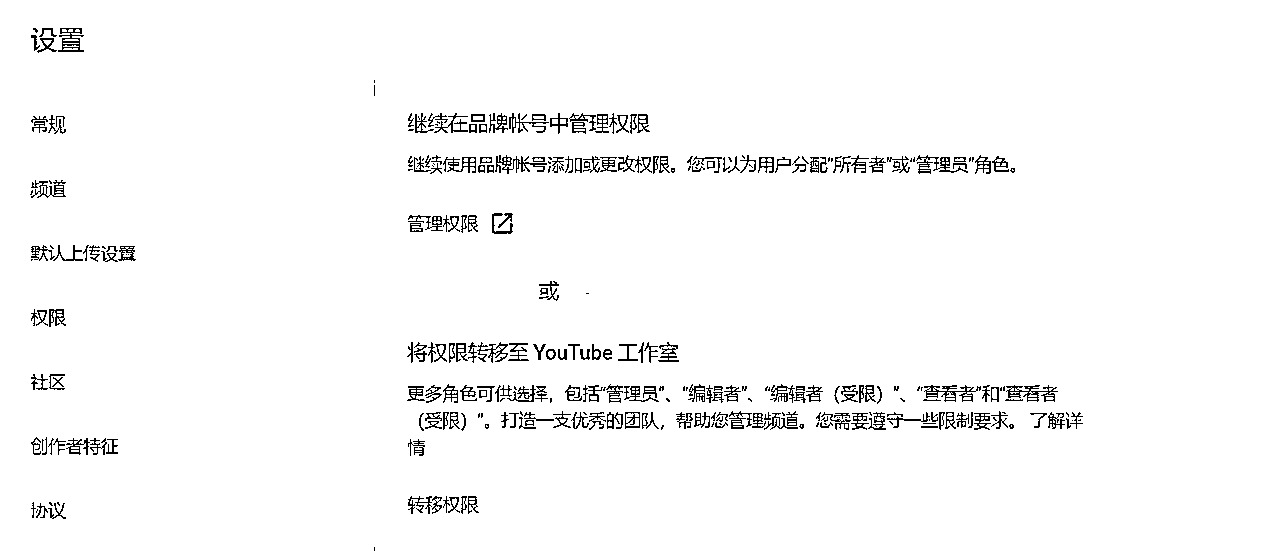 设置
常规
频道
默认上传设置
权限
社区
创作者特征
协议
继续在品牌帐号中管理权限
继续使用品牌帐号添加或更改权限。您可以为用户分配“所有者”或“管理员”角色。
管理权限
或
将权限转移至 YouTube 工作室
更多角色可供选择，包括“管理员”、“编辑者”、“编辑者（受限）”、“查看者”和“查看者
（受限）”。打造一支优秀的团队，帮助您管理频道。您需要遵守一些限制要求。 了解详
情
转移权限